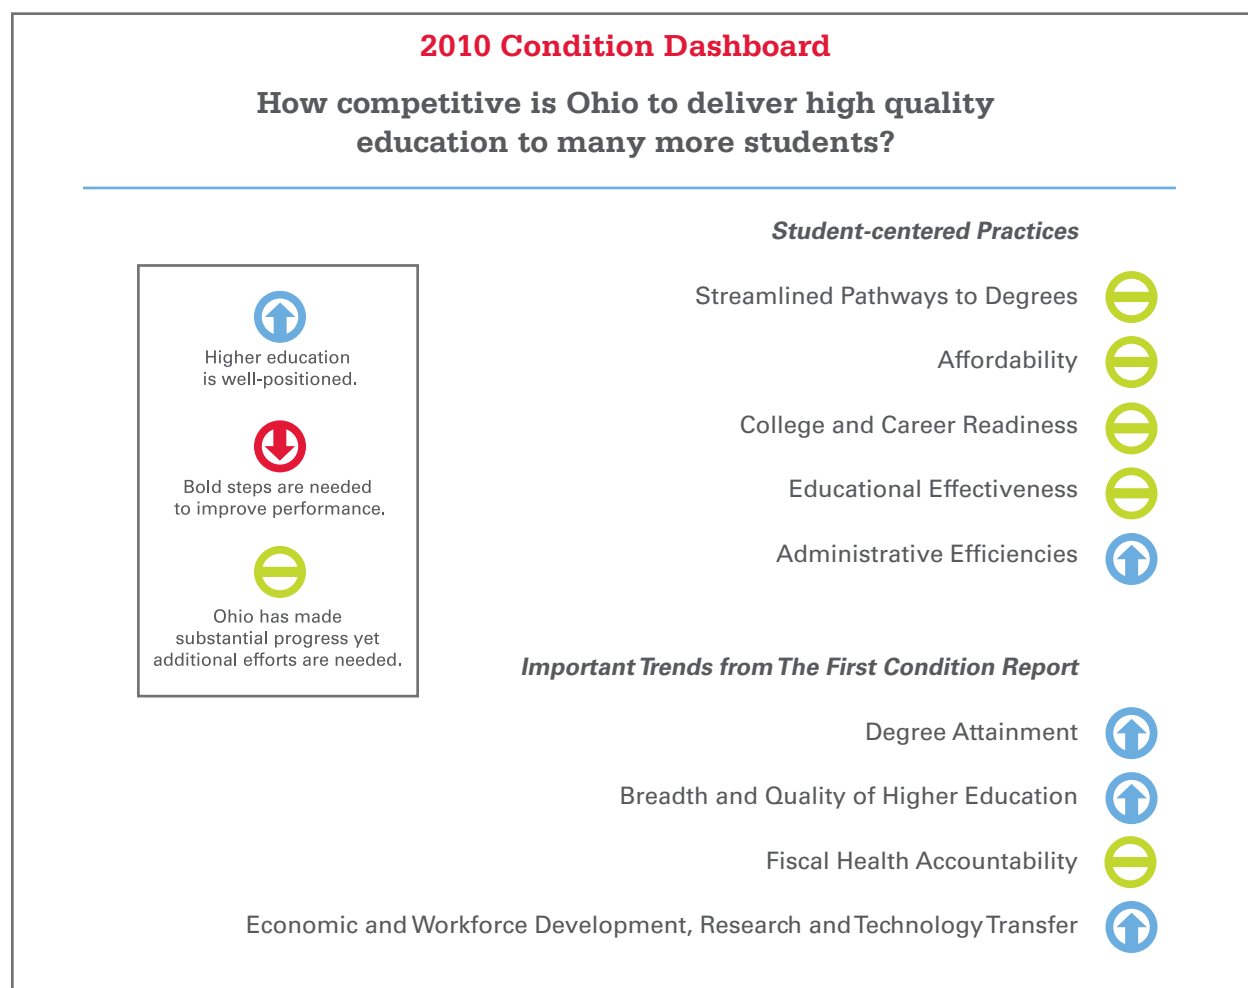 2010 Condition Dashboard
How competitive is Ohio to deliver high quality
education to many more students?
Higher education
is well-positioned.
Bold steps are needed
to improve performance.
Ohio has made
substantial progress yet
additional efforts are needed.
Student-centered Practices
Streamlined Pathways to Degrees
Affordability
College and Career Readiness
Educational Effectiveness
Administrative Efficiencies
Important Trends from The First Condition Report
Degree Attainment
Breadth and Quality of Higher Education
Fiscal Health Accountability
Economic and Workforce Development, Research and Technology Transfer